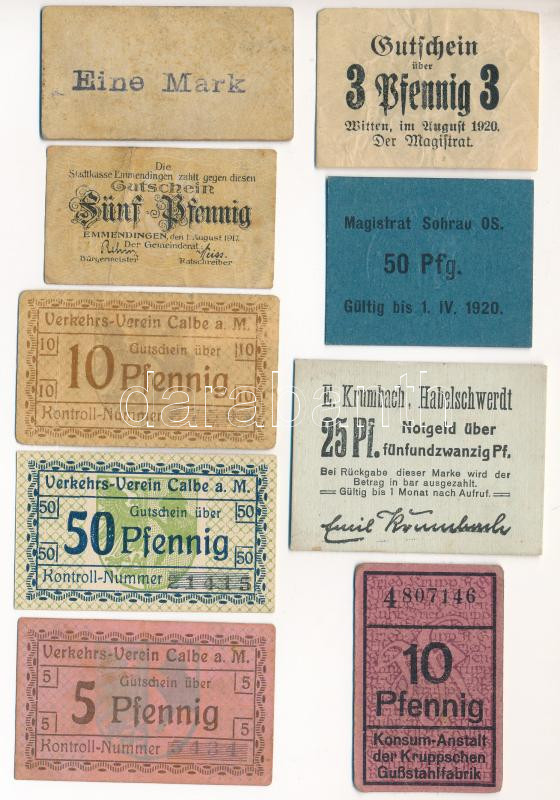 Eine Mark
Die
Stadtkasse Emmendingen zahlt gegen diesen
Gutschein
Fünf Pfennig
EMMENDINGEN, den 1. August 1917.
Der Gemeinderat
Bürgermeister Ratschreiber
Verkehrs-Verein Calbe a. M.
10 Gutschein über 10
10 Pfennig
10 10
Kontroll-Nummer
Verkehrs-Verein Calbe a. M.
50 Gutschein über 50
50 Pfennig
50 50
Kontroll-Nummer 21415
Verkehrs-Verein Calbe a. M.
5 Gutschein über 5
5 Pfennig
5 5
Kontroll-Nummer 5434
Gutschein
über
3 Pfennig 3
Witten, im August 1920.
Der Magistrat.
Magistrat Sohrau OS.
50 Pfg.
Gültig bis 1. IV. 1920.
E. Krumbach, Habelschwerdt
25 Pf. Noigeld über
fünfundzwanzig Pf.
Bei Rückgabe dieser Marke wird der
Betrag in bar ausgezahlt.
Gültig bis 1 Monat nach Aufruf.
Emil Krumbach
4 807146
10
Pfennig
Konsum-Anstalt
der Kruppschen
Gußstahlfabrik
darabanth